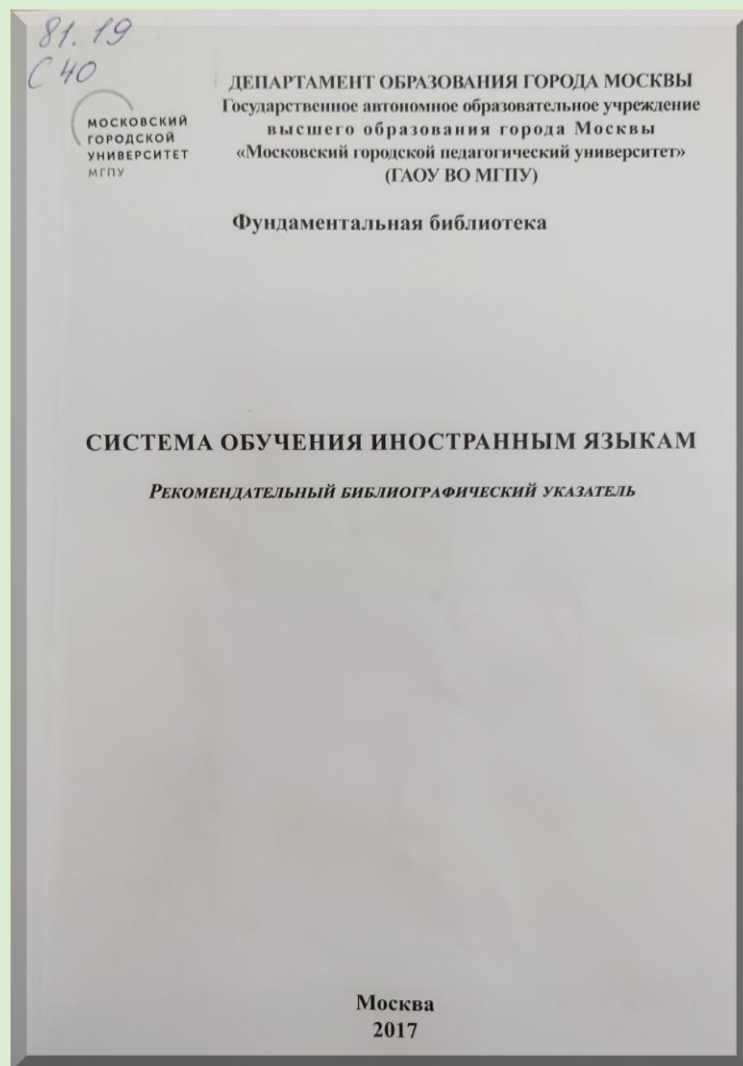 81.19
С 40
МОСКОВСКИЙ
ГОРОДСКОЙ
УНИВЕРСИТЕТ
МГПУ
ДЕПАРТАМЕНТ ОБРАЗОВАНИЯ ГОРОДА МОСКВЫ
Государственное автономное образовательное учреждение
высшего образования города Москвы
«Московский городской педагогический университет»
(ГАОУ ВО МГПУ)
Фундаментальная библиотека
СИСТЕМА ОБУЧЕНИЯ ИНОСТРАННЫМ ЯЗЫКАМ
РЕКОМЕНДАТЕЛЬНЫЙ БИБЛИОГРАФИЧЕСКИЙ УКАЗАТЕЛЬ
Москва
2017